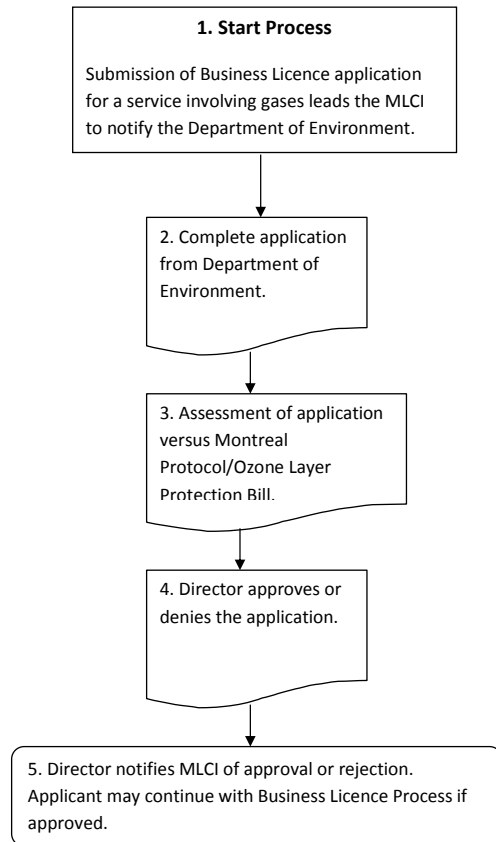 1. Start Process
Submission of Business Licence application
for a service involving gases leads the MLCI
to notify the Department of Environment.
2. Complete application
from Department of
Environment.
3. Assessment of application
versus Montreal
Protocol/Ozone Layer
Protection Bill.
4. Director approves or
denies the application.
5. Director notifies MLCI of approval or rejection.
Applicant may continue with Business Licence Process if
approved.